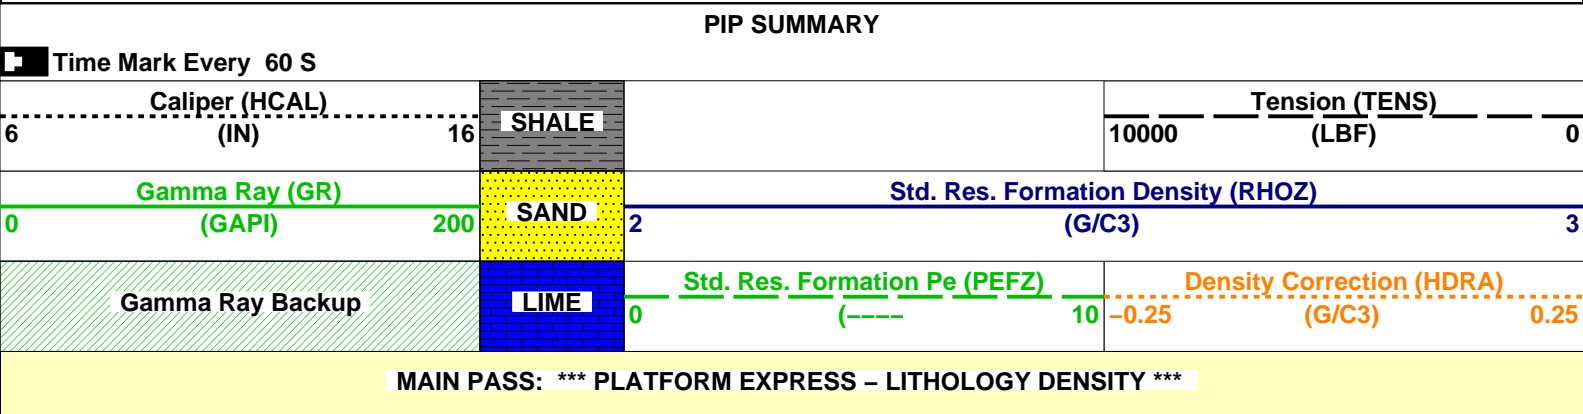 PIP SUMMARY
Time Mark Every 60 S
Caliper (HCAL)
6 (IN) 16
SHALE
Tension (TENS)
10000 (LBF) 0
Gamma Ray (GR)
0 (GAPI) 200
SAND
Std. Res. Formation Density (RHOZ)
2 (G/C3) 3
Gamma Ray Backup
LIME
Std. Res. Formation Pe (PEFZ)
0 (−−−− 10
Density Correction (HDRA)
−0.25 (G/C3) 0.25
MAIN PASS: *** PLATFORM EXPRESS − LITHOLOGY DENSITY ***